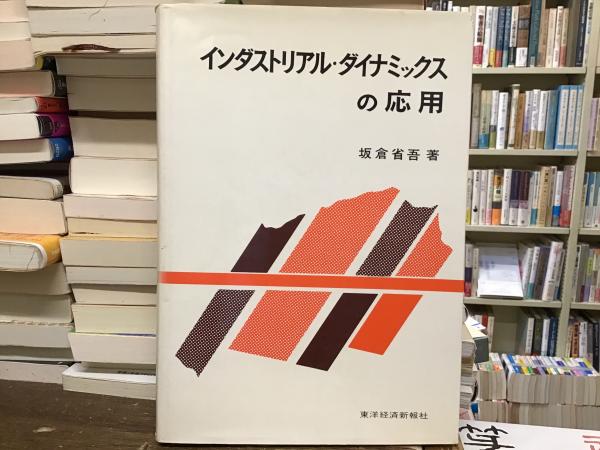 インダストリアル・ダイナミックス
の応用
坂倉省吾 著
東洋経済新報社